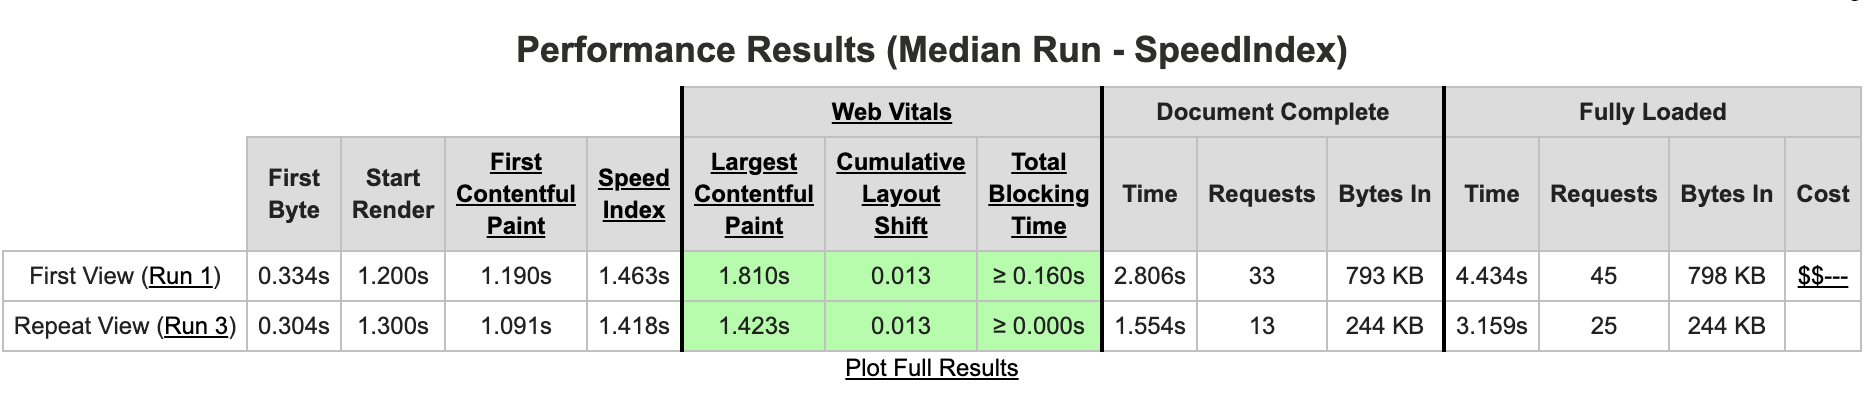 Performance Results (Median Run - SpeedIndex)
Web Vitals Document Complete Fully Loaded
First Byte Start Render First Contentful Paint Speed Index Largest Contentful Paint Cumulative Layout Shift Total Blocking Time Time Requests Bytes In Time Requests Bytes In Cost
First View (Run 1) 0.334s 1.200s 1.190s 1.463s 1.810s 0.013 ≥ 0.160s 2.806s 33 793 KB 4.434s 45 798 KB $$---
Repeat View (Run 3) 0.304s 1.300s 1.091s 1.418s 1.423s 0.013 ≥ 0.000s 1.554s 13 244 KB 3.159s 25 244 KB
Plot Full Results